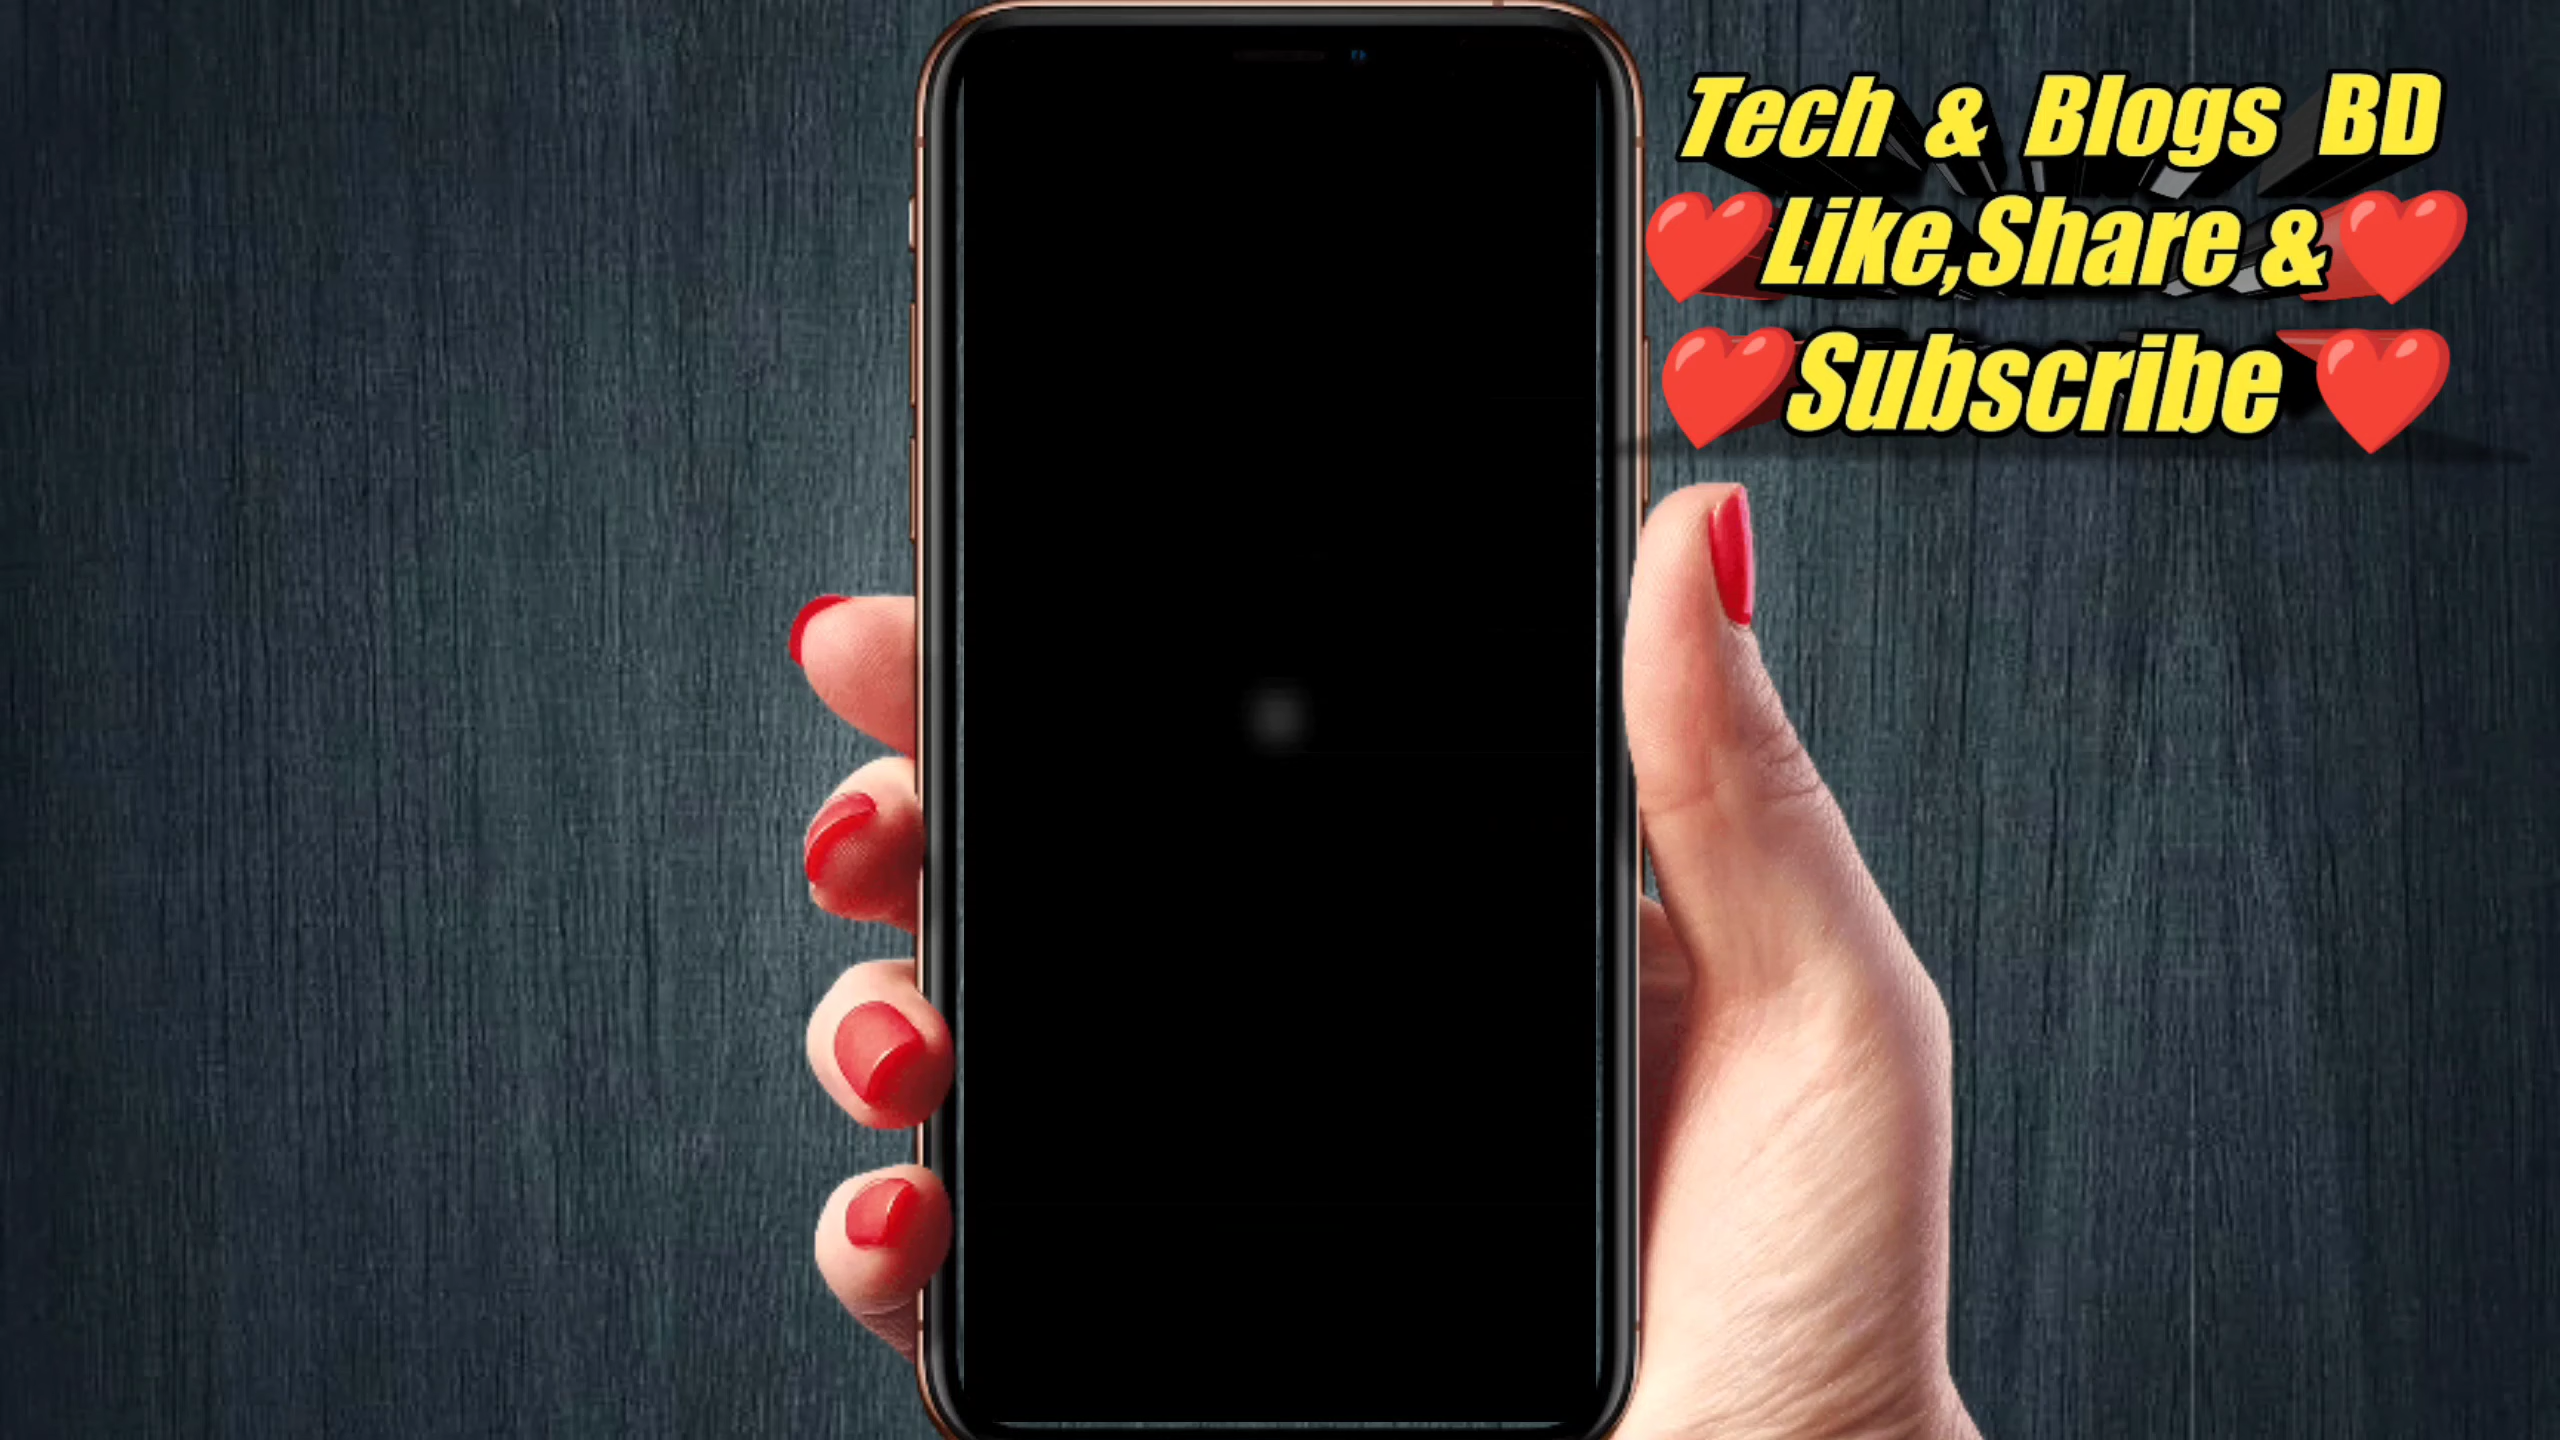 Tech & Blogs BD
❤️Like,Share &❤️
❤️Subscribe ❤️